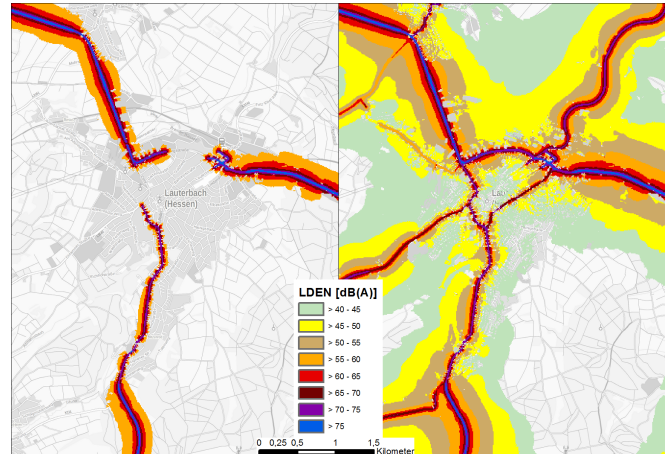 Lauterbach
(Hessen)
Lau
LDEN [dB(A)]
> 40 - 45
> 45 - 50
> 50 - 55
> 55 - 60
> 60 - 65
> 65 - 70
> 70 - 75
> 75
0 0,25 0,5 1 1,5
Kilometer